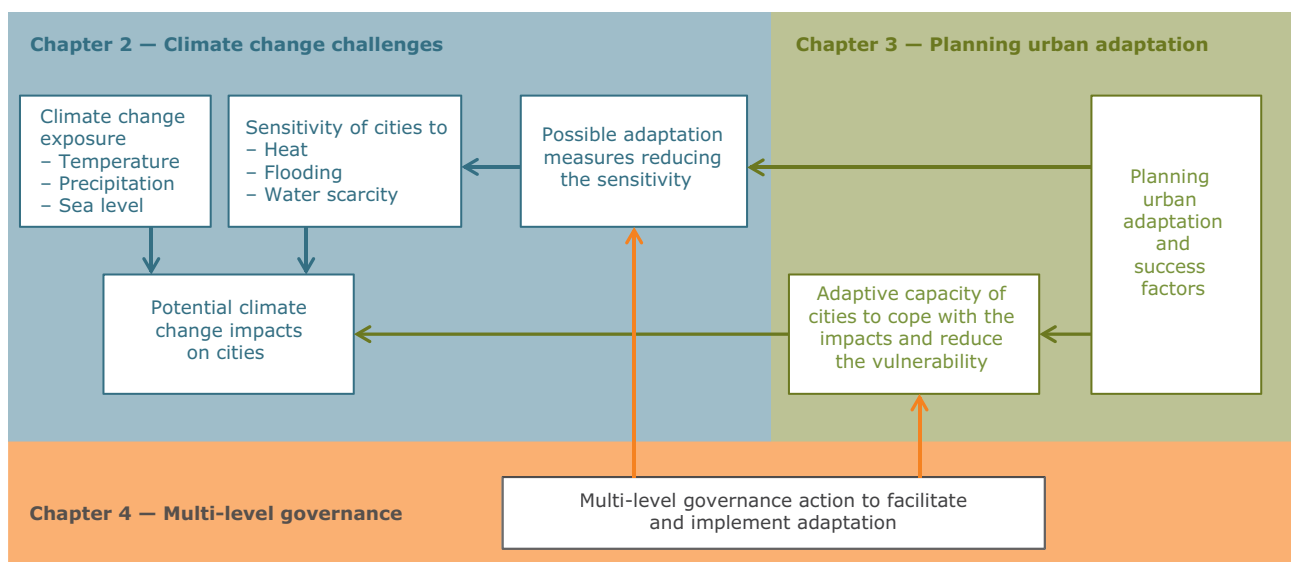 Chapter 2 — Climate change challenges
Chapter 3 — Planning urban adaptation
Climate change
exposure
– Temperature
– Precipitation
– Sea level
Sensitivity of cities to
– Heat
– Flooding
– Water scarcity
Possible adaptation
measures reducing
the sensitivity
Planning
urban
adaptation
and
success
factors
Potential climate
change impacts
on cities
Adaptive capacity of
cities to cope with the
impacts and reduce
the vulnerability
Chapter 4 — Multi-level governance
Multi-level governance action to facilitate
and implement adaptation